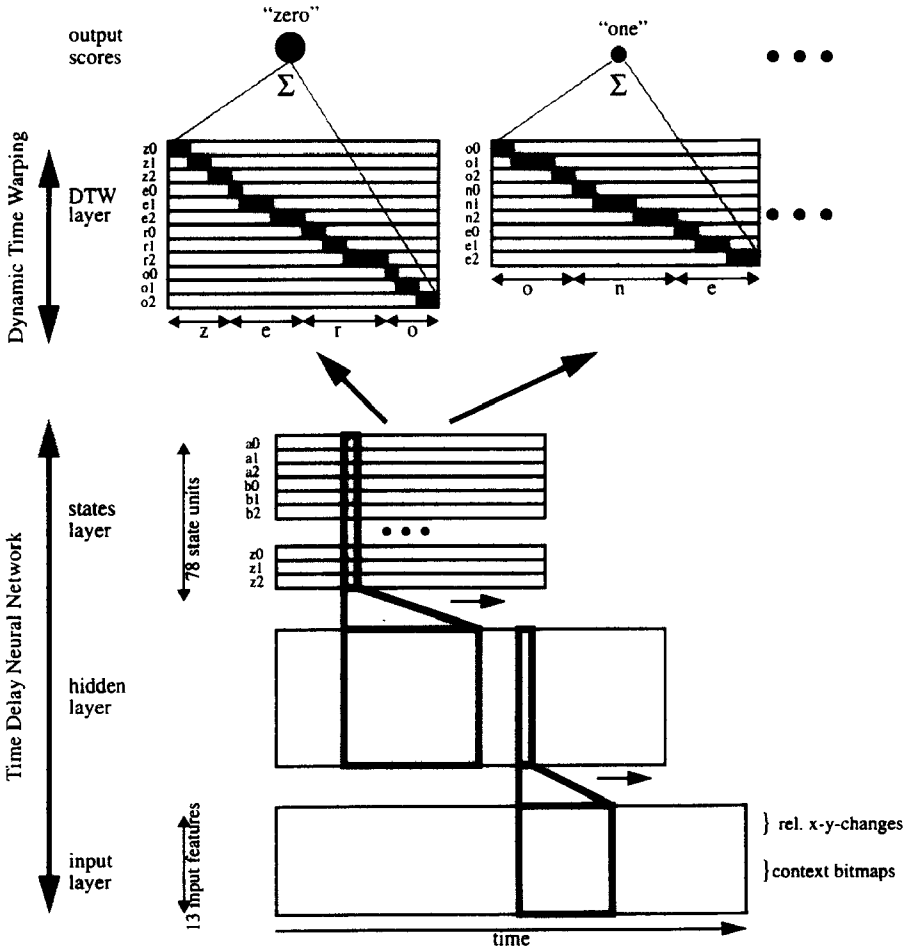 output
scores
“zero”
Σ
“one”
Σ
Dynamic Time Warping
DTW
layer
z0
z1
z2
e0
e1
e2
r0
r1
r2
o0
o1
o2
z e r o
o0
o1
o2
n0
n1
n2
e0
e1
e2
o n e
Time Delay Neural Network
states
layer
78 state units
a0
a1
a2
b0
b1
b2
z0
z1
z2
hidden
layer
input
layer
13 input features
} rel. x-y-changes
} context bitmaps
time